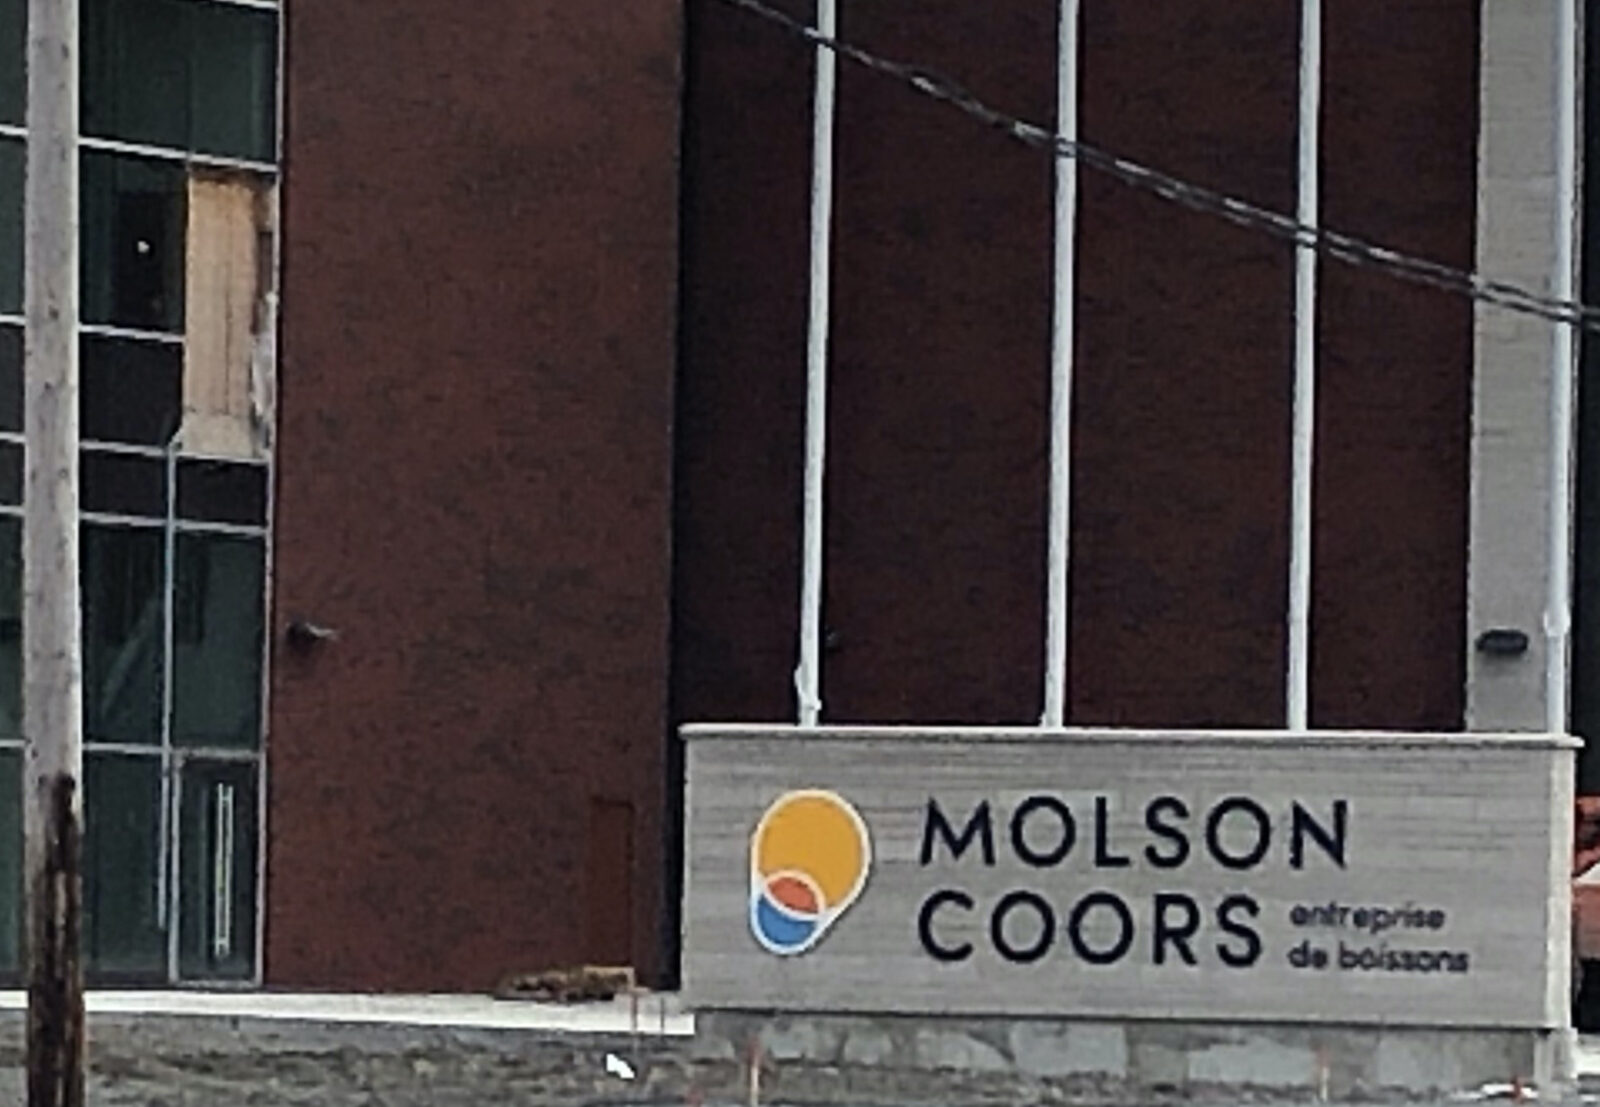 MOLSON
COORS
entreprise
de boissons